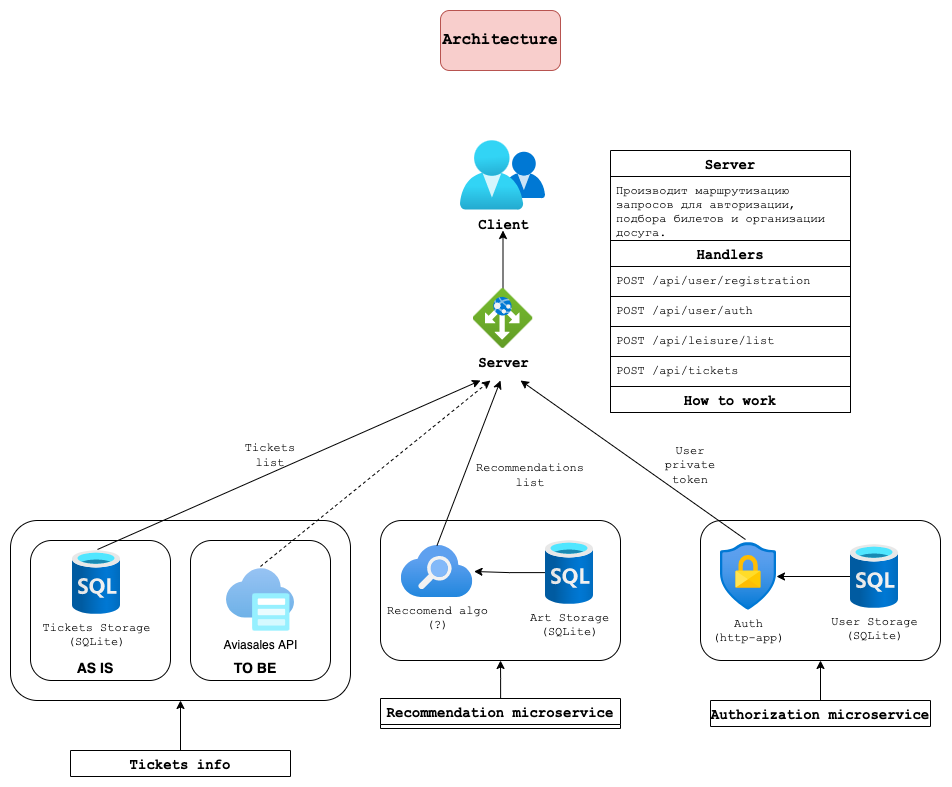 Architecture
Client
Server
Server
Производит маршрутизацию
запросов для авторизации,
подбора билетов и организации
досуга.
Handlers
POST /api/user/registration
POST /api/user/auth
POST /api/leisure/list
POST /api/tickets
How to work
Tickets
list
Recommendations
list
User
private
token
SQL
Tickets Storage
(SQLite)
AS IS
Aviasales API
TO BE
Reccomend algo
(?)
SQL
Art Storage
(SQLite)
Auth
(http-app)
SQL
User Storage
(SQLite)
Tickets info
Recommendation microservice
Authorization microservice